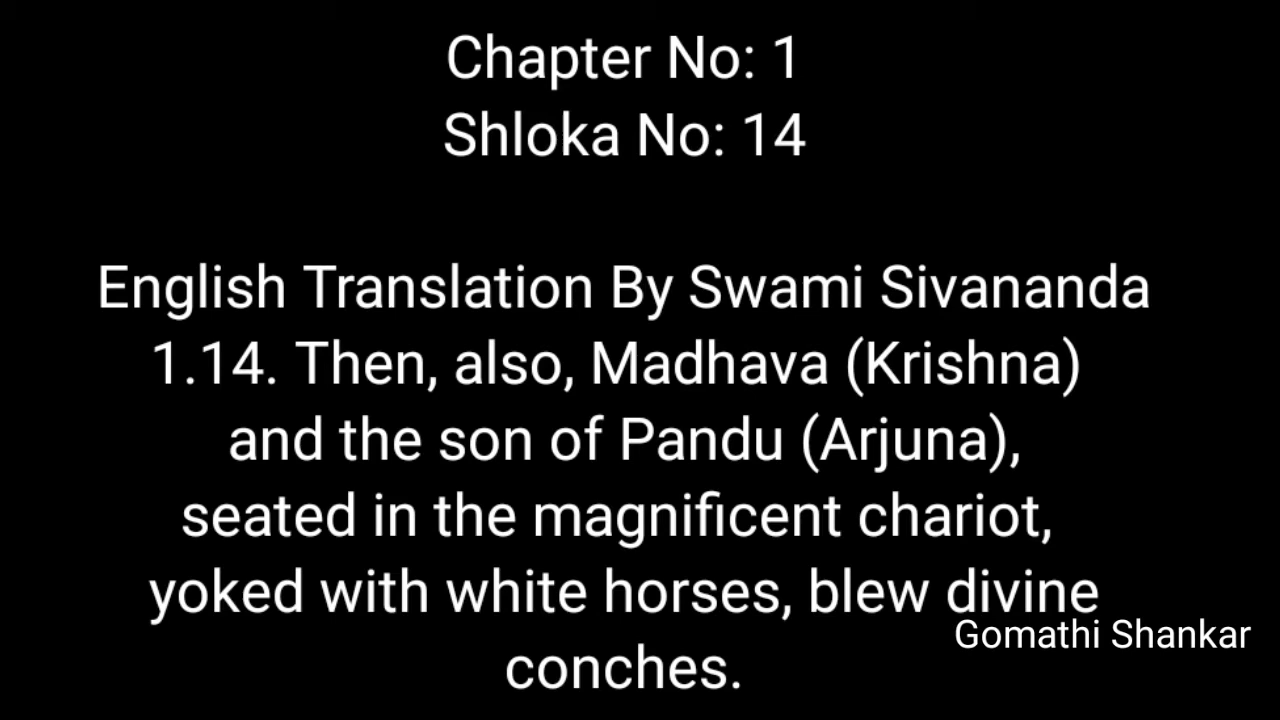 Chapter No: 1
Shloka No: 14
English Translation By Swami Sivananda
1.14. Then, also, Madhava (Krishna)
and the son of Pandu (Arjuna),
seated in the magnificent chariot,
yoked with white horses, blew divine
Gomathi Shankar
conches.